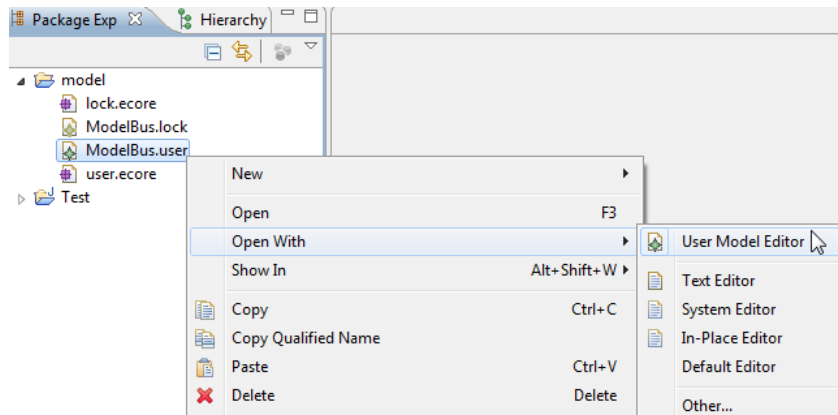 Package Exp
Hierarchy
model
lock.ecore
ModelBus.lock
ModelBus.user
user.ecore
Test
New
Open F3
Open With
Show In Alt+Shift+W
Copy Ctrl+C
Copy Qualified Name
Paste Ctrl+V
Delete Delete
User Model Editor
Text Editor
System Editor
In-Place Editor
Default Editor
Other...